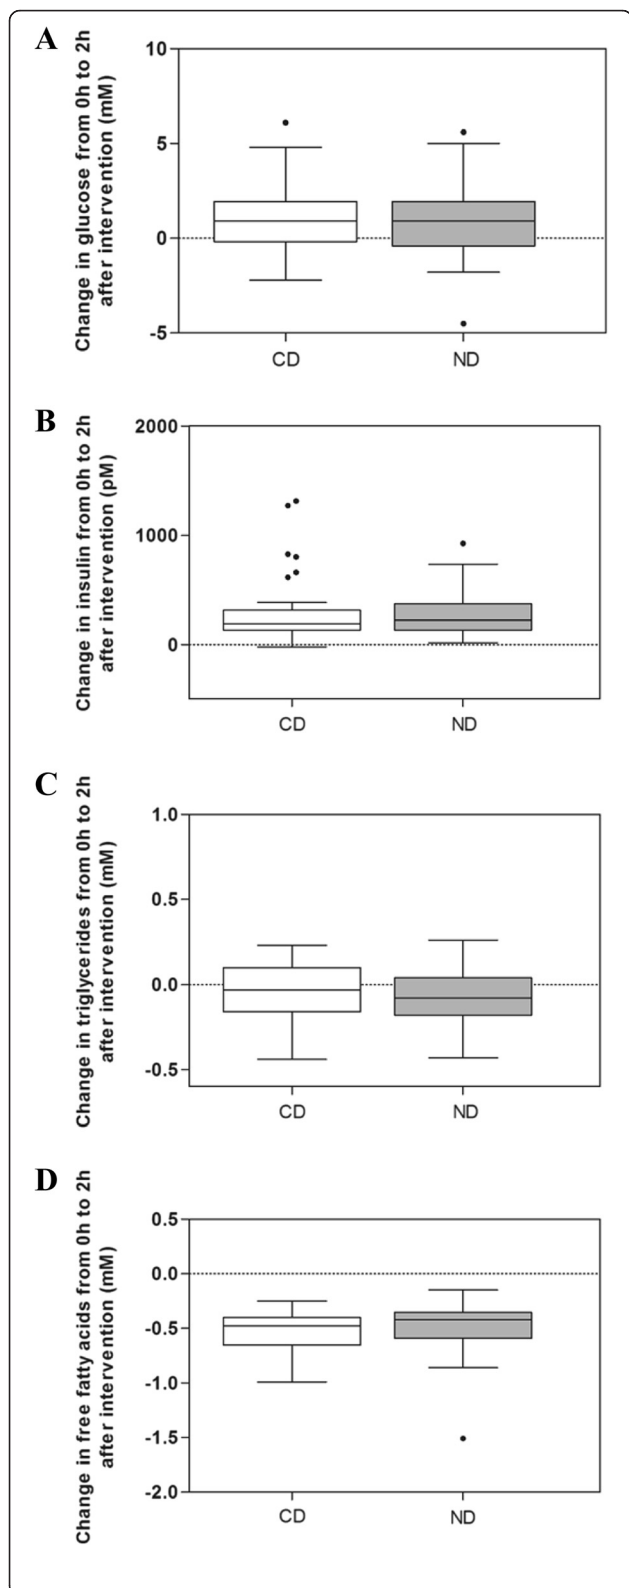 A
Change in glucose from 0h to 2h
after intervention (mM)
10
5
0
-5
CD
ND
B
Change in insulin from 0h to 2h
after intervention (pM)
2000
1000
0
CD
ND
C
Change in triglycerides from 0h to 2h
after intervention (mM)
1.0
0.5
0.0
-0.5
CD
ND
D
Change in free fatty acids from 0h to 2h
after intervention (mM)
0.5
0.0
-0.5
-1.0
-1.5
-2.0
CD
ND